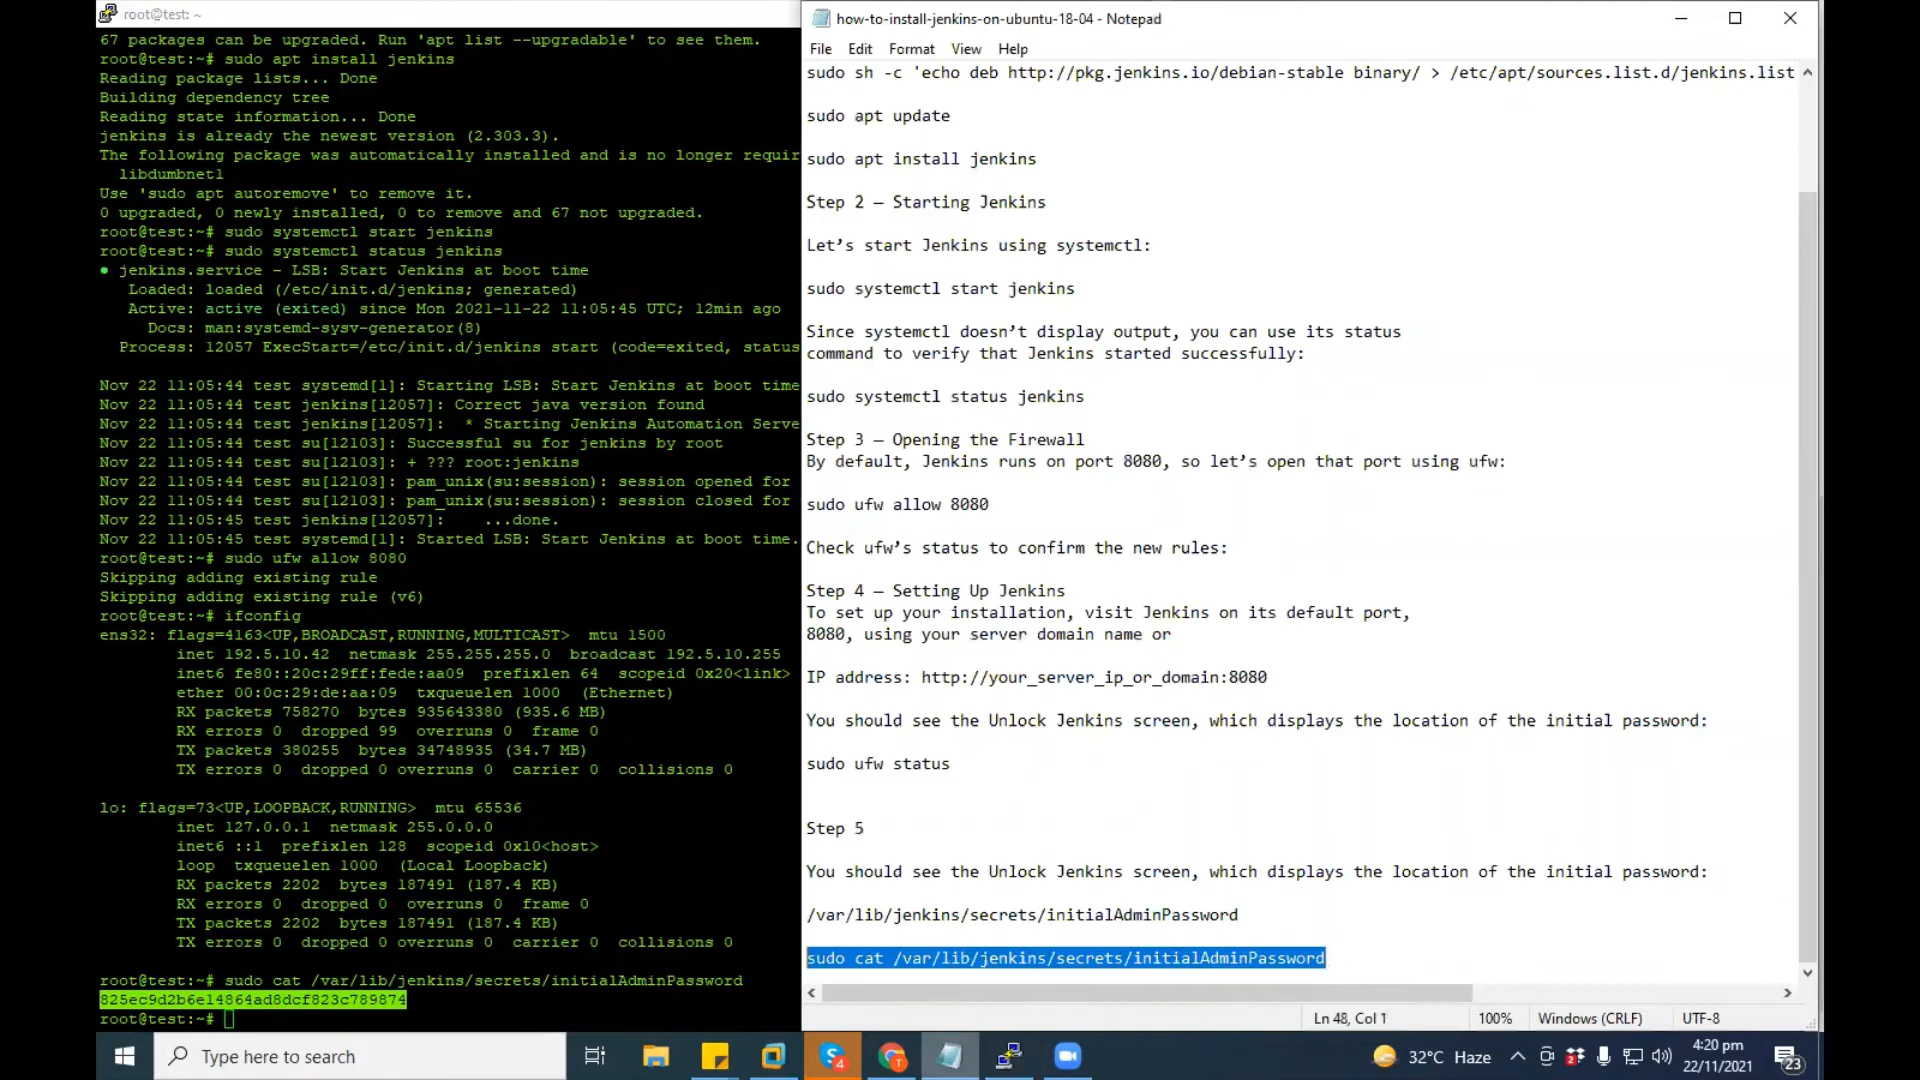 root@test: ~
67 packages can be upgraded. Run 'apt list --upgradable' to see them.
root@test:~# sudo apt install jenkins
Reading package lists... Done
Building dependency tree
Reading state information... Done
jenkins is already the newest version (2.303.3).
The following package was automatically installed and is no longer requir
libdumbnet1
Use 'sudo apt autoremove' to remove it.
0 upgraded, 0 newly installed, 0 to remove and 67 not upgraded.
root@test:~# sudo systemctl start jenkins
root@test:~# sudo systemctl status jenkins
● jenkins.service - LSB: Start Jenkins at boot time
Loaded: loaded (/etc/init.d/jenkins; generated)
Active: active (exited) since Mon 2021-11-22 11:05:45 UTC; 12min ago
Docs: man:systemd-sysv-generator(8)
Process: 12057 ExecStart=/etc/init.d/jenkins start (code=exited, status
Nov 22 11:05:44 test systemd[1]: Starting LSB: Start Jenkins at boot time
Nov 22 11:05:44 test jenkins[12057]: Correct java version found
Nov 22 11:05:44 test jenkins[12057]:  * Starting Jenkins Automation Serve
Nov 22 11:05:44 test su[12103]: Successful su for jenkins by root
Nov 22 11:05:44 test su[12103]: + ??? root:jenkins
Nov 22 11:05:44 test su[12103]: pam_unix(su:session): session opened for
Nov 22 11:05:44 test su[12103]: pam_unix(su:session): session closed for
Nov 22 11:05:45 test jenkins[12057]:    ...done.
Nov 22 11:05:45 test systemd[1]: Started LSB: Start Jenkins at boot time.
root@test:~# sudo ufw allow 8080
Skipping adding existing rule
Skipping adding existing rule (v6)
root@test:~# ifconfig
ens32: flags=4163<UP,BROADCAST,RUNNING,MULTICAST>  mtu 1500
inet 192.5.10.42  netmask 255.255.255.0  broadcast 192.5.10.255
inet6 fe80::20c:29ff:fede:aa09  prefixlen 64  scopeid 0x20<link>
ether 00:0c:29:de:aa:09  txqueuelen 1000  (Ethernet)
RX packets 758270  bytes 935643380 (935.6 MB)
RX errors 0  dropped 99  overruns 0  frame 0
TX packets 380255  bytes 34748935 (34.7 MB)
TX errors 0  dropped 0 overruns 0  carrier 0  collisions 0
lo: flags=73<UP,LOOPBACK,RUNNING>  mtu 65536
inet 127.0.0.1  netmask 255.0.0.0
inet6 ::1  prefixlen 128  scopeid 0x10<host>
loop  txqueuelen 1000  (Local Loopback)
RX packets 2202  bytes 187491 (187.4 KB)
RX errors 0  dropped 0  overruns 0  frame 0
TX packets 2202  bytes 187491 (187.4 KB)
TX errors 0  dropped 0 overruns 0  carrier 0  collisions 0
root@test:~# sudo cat /var/lib/jenkins/secrets/initialAdminPassword
825ec9d2b6e14864ad8dcf823c789874
root@test:~#
how-to-install-jenkins-on-ubuntu-18-04 - Notepad
File Edit Format View Help
sudo sh -c 'echo deb http://pkg.jenkins.io/debian-stable binary/ > /etc/apt/sources.list.d/jenkins.list
sudo apt update
sudo apt install jenkins
Step 2 — Starting Jenkins
Let’s start Jenkins using systemctl:
sudo systemctl start jenkins
Since systemctl doesn’t display output, you can use its status
command to verify that Jenkins started successfully:
sudo systemctl status jenkins
Step 3 — Opening the Firewall
By default, Jenkins runs on port 8080, so let’s open that port using ufw:
sudo ufw allow 8080
Check ufw’s status to confirm the new rules:
Step 4 — Setting Up Jenkins
To set up your installation, visit Jenkins on its default port,
8080, using your server domain name or
IP address: http://your_server_ip_or_domain:8080
You should see the Unlock Jenkins screen, which displays the location of the initial password:
sudo ufw status
Step 5
You should see the Unlock Jenkins screen, which displays the location of the initial password:
/var/lib/jenkins/secrets/initialAdminPassword
sudo cat /var/lib/jenkins/secrets/initialAdminPassword
Ln 48, Col 1 100% Windows (CRLF) UTF-8
Type here to search
4
T
32°C Haze
2
4:20 pm
22/11/2021
23